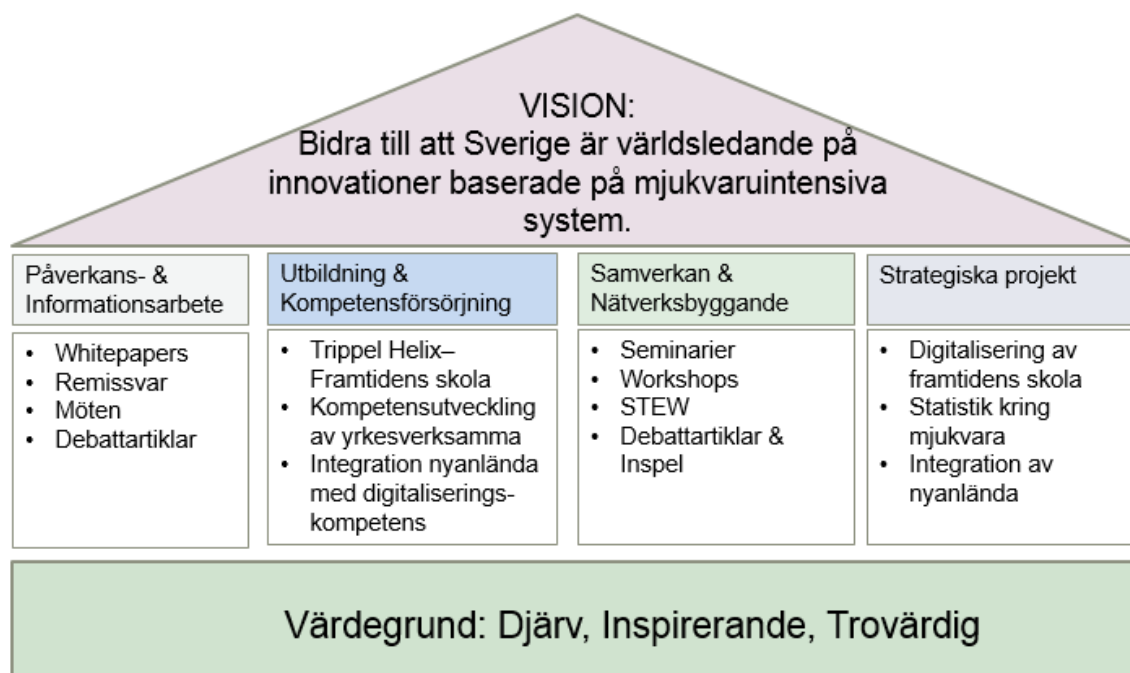 VISION:
Bidra till att Sverige är världsledande på
innovationer baserade på mjukvaruintensiva
system.
Påverkans- &
Informationsarbete
• Whitepapers
• Remissvar
• Möten
• Debattartiklar
Utbildning &
Kompetensförsörjning
• Trippel Helix–
Framtidens skola
• Kompetensutveckling
av yrkesverksamma
• Integration nyanlända
med digitaliserings-
kompetens
Samverkan &
Nätverksbyggande
• Seminarier
• Workshops
• STEW
• Debattartiklar &
Inspel
Strategiska projekt
• Digitalisering av
framtidens skola
• Statistik kring
mjukvara
• Integration av
nyanlända
Värdegrund: Djärv, Inspirerande, Trovärdig